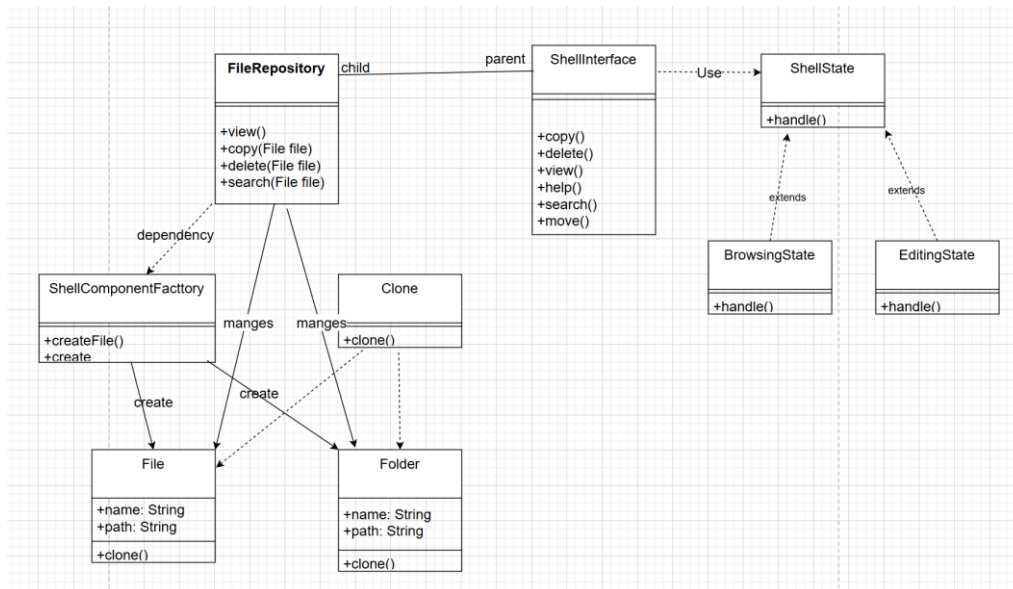 FileRepository
+view()
+copy(File file)
+delete(File file)
+search(File file)
child
parent
ShellInterface
+copy()
+delete()
+view()
+help()
+search()
+move()
Use
ShellState
+handle()
extends
extends
BrowsingState
+handle()
EditingState
+handle()
dependency
ShellComponentFacttory
+createFile()
+create
Clone
+clone()
manges
manges
create
create
File
+name: String
+path: String
+clone()
Folder
+name: String
+path: String
+clone()